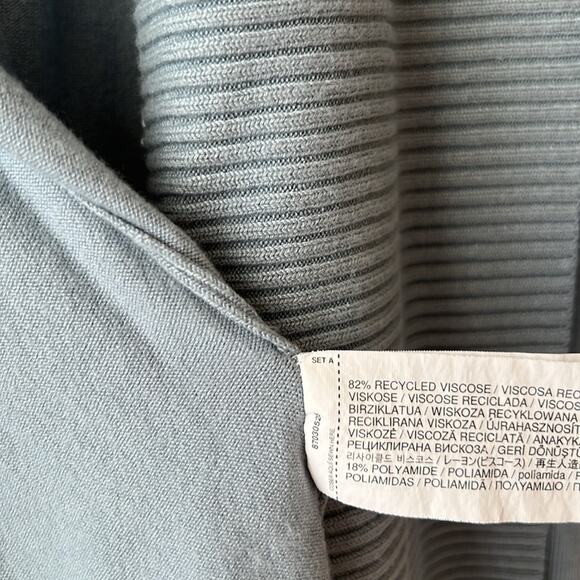 SET A
82% RECYCLED VISCOSE / VISCOSA REC
VISKOSE / VISCOSE RECICLADA / VISCOS
BIRZIKLATUA / WISKOZA RECYKLOWANA
RECIKLIRANA VISKOZA / ÚJRAHASZNOSÍT
VISKOZĖ / VISCOZĂ RECICLATĂ / ANAKYK
РЕЦИКЛИРАНА ВИСКОЗА / GERİ DÖNÜŞTÜ
리사이클드 비스코스 / レーヨン(ビスコース) / 再生人造
18% POLYAMIDE / POLIAMIDA / poliamida / P
POLIAMIDAS / POLIAMIDĂ / ΠΟΛΥΑΜΙΔΙΟ / П